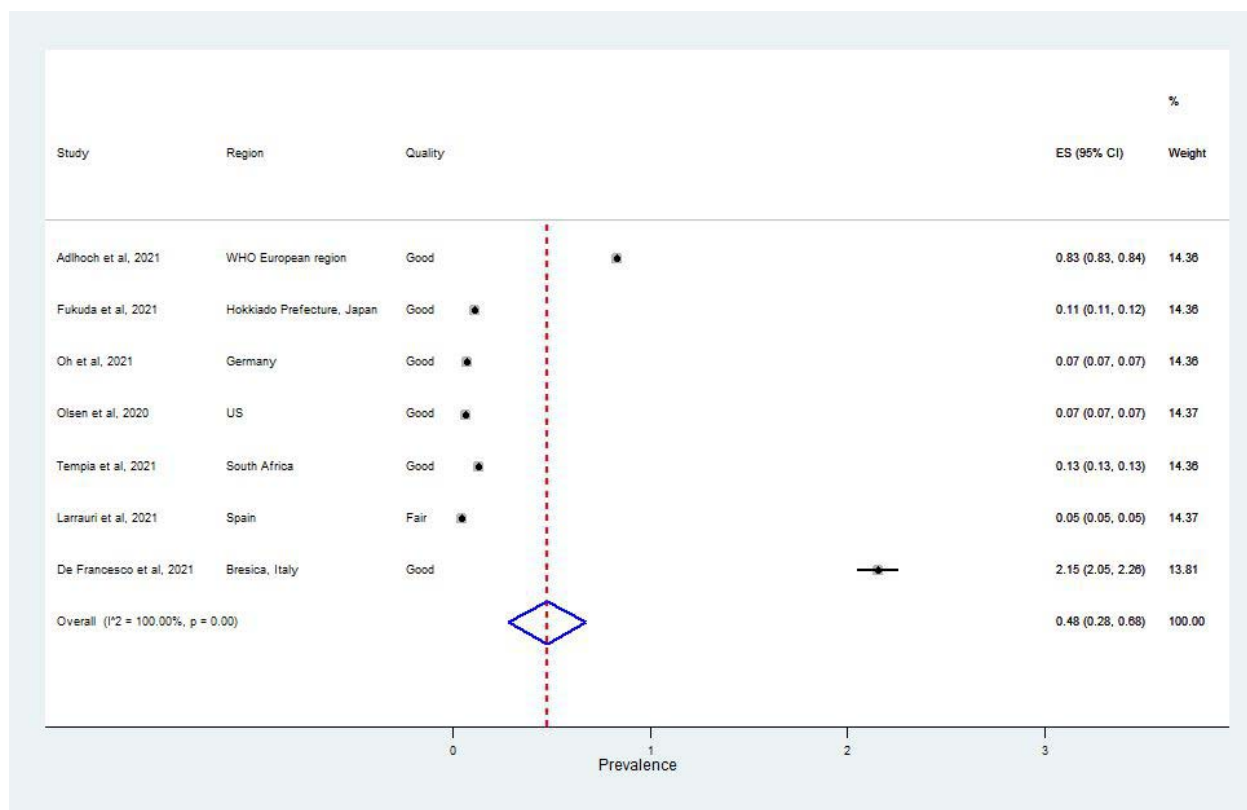 %
Study Region Quality ES (95% CI) Weight
Adlhoch et al, 2021 WHO European region Good 0.83 (0.83, 0.84) 14.36
Fukuda et al, 2021 Hokkiado Prefecture, Japan Good 0.11 (0.11, 0.12) 14.36
Oh et al, 2021 Germany Good 0.07 (0.07, 0.07) 14.36
Olsen et al, 2020 US Good 0.07 (0.07, 0.07) 14.37
Tempia et al, 2021 South Africa Good 0.13 (0.13, 0.13) 14.36
Larrauri et al, 2021 Spain Fair 0.05 (0.05, 0.05) 14.37
De Francesco et al, 2021 Bresica, Italy Good 2.15 (2.05, 2.26) 13.81
Overall (I^2 = 100.00%, p = 0.00) 0.48 (0.28, 0.68) 100.00
0 1 2 3
Prevalence